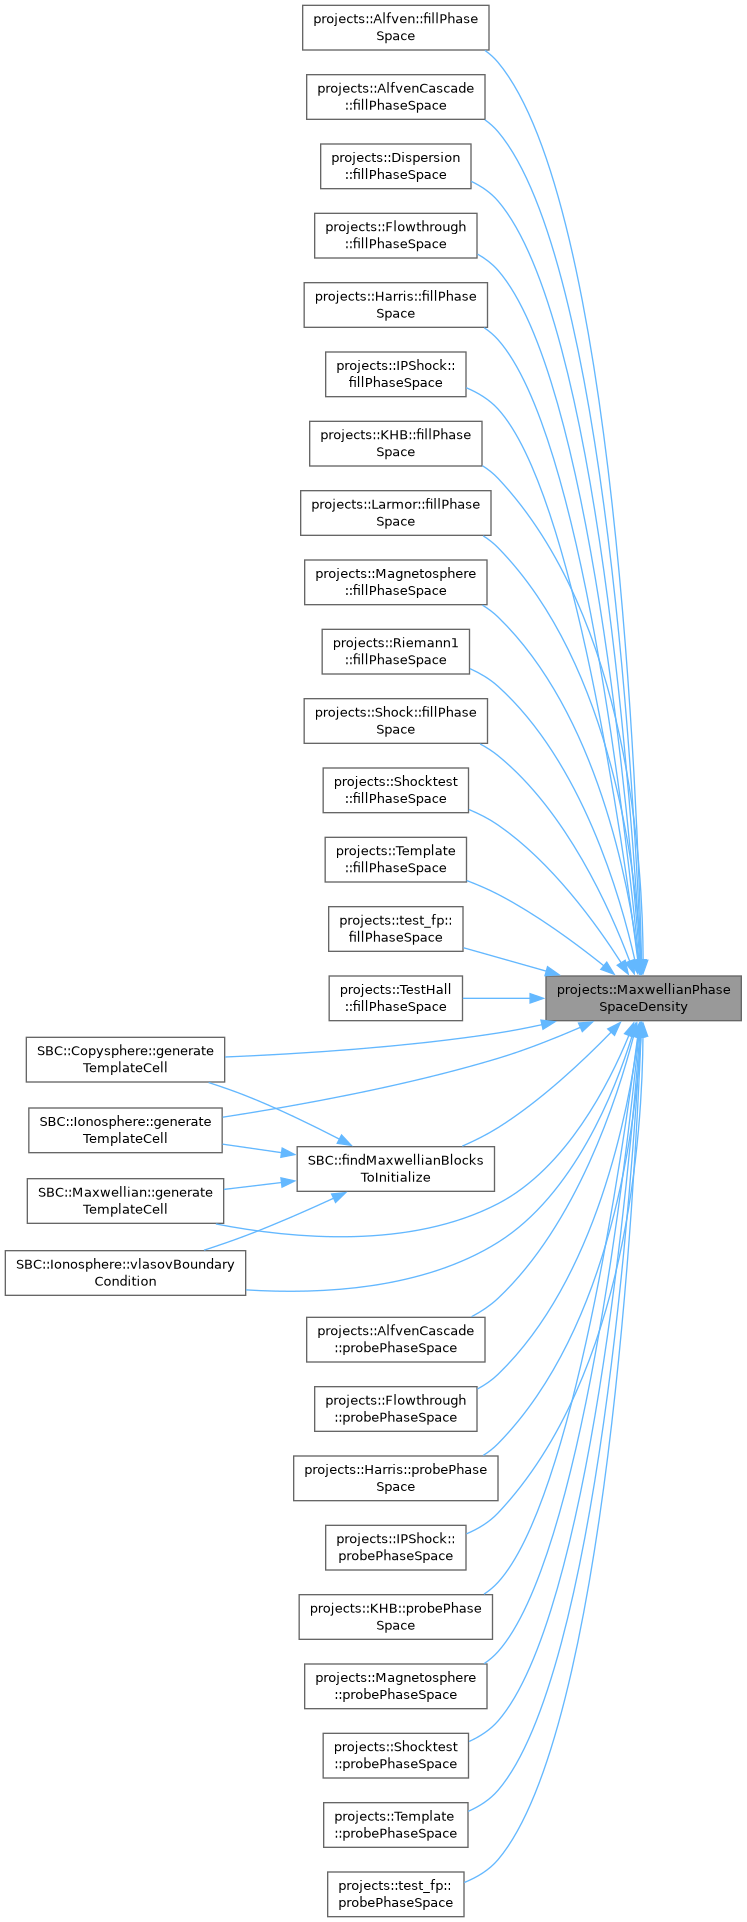 projects::Alfven::fillPhase
Space
projects::AlfvenCascade
::fillPhaseSpace
projects::Dispersion
::fillPhaseSpace
projects::Flowthrough
::fillPhaseSpace
projects::Harris::fillPhase
Space
projects::IPShock::
fillPhaseSpace
projects::KHB::fillPhase
Space
projects::Larmor::fillPhase
Space
projects::Magnetosphere
::fillPhaseSpace
projects::Riemann1
::fillPhaseSpace
projects::Shock::fillPhase
Space
projects::Shocktest
::fillPhaseSpace
projects::Template
::fillPhaseSpace
projects::test_fp::
fillPhaseSpace
projects::TestHall
::fillPhaseSpace
projects::MaxwellianPhase
SpaceDensity
SBC::Copysphere::generate
TemplateCell
SBC::Ionosphere::generate
TemplateCell
SBC::findMaxwellianBlocks
ToInitialize
SBC::Maxwellian::generate
TemplateCell
SBC::Ionosphere::vlasovBoundary
Condition
projects::AlfvenCascade
::probePhaseSpace
projects::Flowthrough
::probePhaseSpace
projects::Harris::probePhase
Space
projects::IPShock::
probePhaseSpace
projects::KHB::probePhase
Space
projects::Magnetosphere
::probePhaseSpace
projects::Shocktest
::probePhaseSpace
projects::Template
::probePhaseSpace
projects::test_fp::
probePhaseSpace